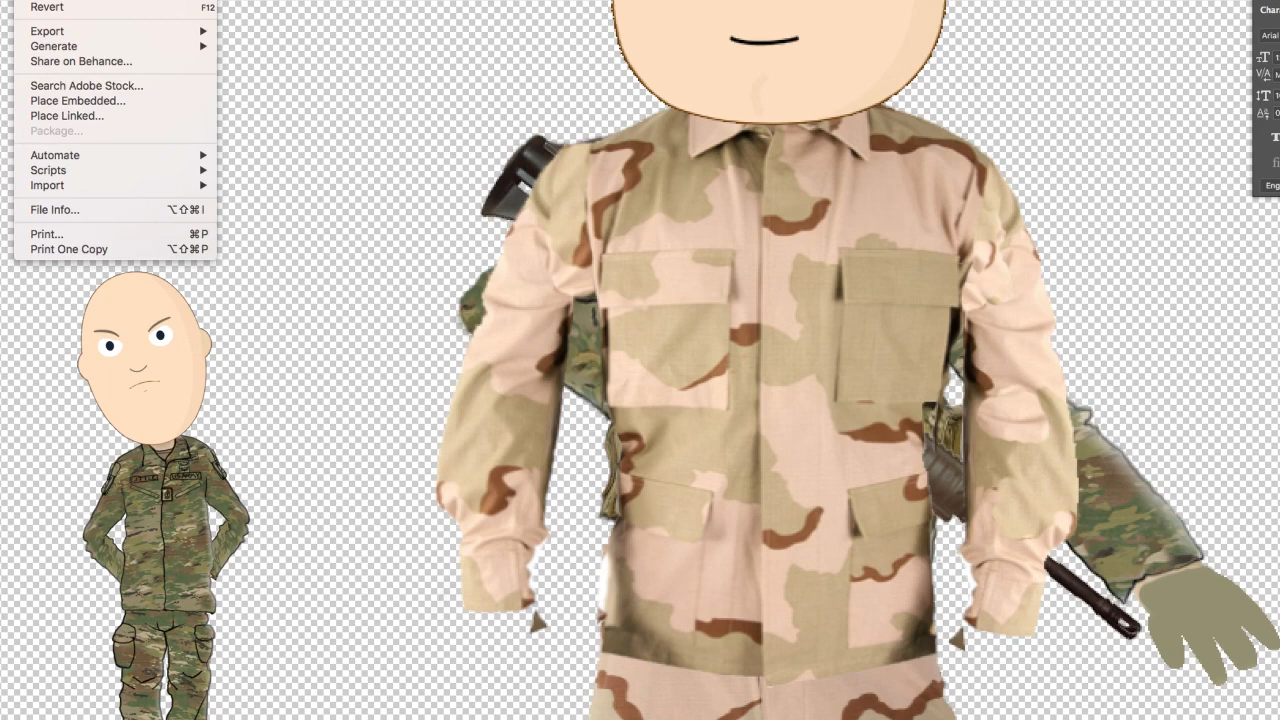 Revert F12
Export
Generate
Share on Behance...
Search Adobe Stock...
Place Embedded...
Place Linked...
Package...
Automate
Scripts
Import
File Info... ⌥⇧⌘I
Print... ⌘P
Print One Copy ⌥⇧⌘P
Arial